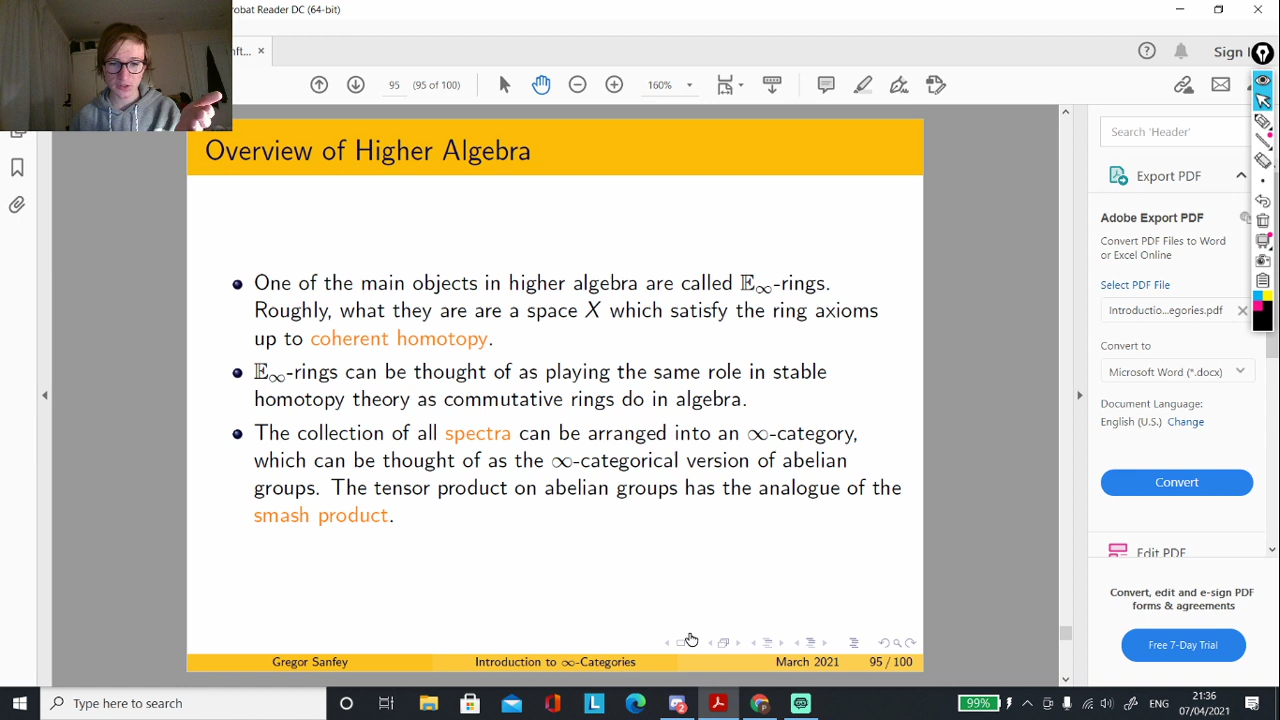 obat Reader DC (64-bit)
nft... ×
Sign I
95 (95 of 100)
160%
Overview of Higher Algebra
One of the main objects in higher algebra are called 𝔼∞-rings.
Roughly, what they are are a space X which satisfy the ring axioms
up to coherent homotopy.
𝔼∞-rings can be thought of as playing the same role in stable
homotopy theory as commutative rings do in algebra.
The collection of all spectra can be arranged into an ∞-category,
which can be thought of as the ∞-categorical version of abelian
groups. The tensor product on abelian groups has the analogue of the
smash product.
Gregor Sanfey Introduction to ∞-Categories March 2021 95 / 100
Search 'Header'
Export PDF
Adobe Export PDF
Convert PDF Files to Word
or Excel Online
Select PDF File
Introductio...egories.pdf
Convert to
Microsoft Word (*.docx)
Document Language:
English (U.S.) Change
Convert
Edit PDF
Convert, edit and e-sign PDF
forms & agreements
Free 7-Day Trial
Type here to search
99%
ENG
21:36
07/04/2021